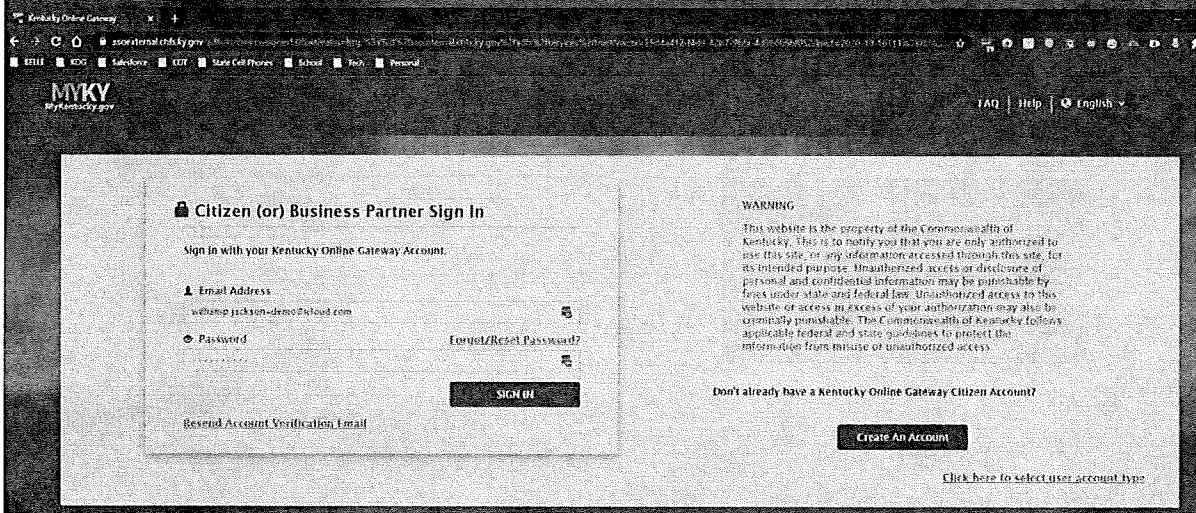 Kentucky Online Gateway
ssoexternal.chfs.ky.gov
KOG Salesforce COT State Cell Phones School Tech Personal
MYKY
MyKentucky.gov
FAQ | Help | English
Citizen (or) Business Partner Sign In
Sign in with your Kentucky Online Gateway Account.
Email Address
Password
Forgot/Reset Password?
SIGN IN
Resend Account Verification Email
WARNING
This website is the property of the Commonwealth of
Kentucky. This is to notify you that you are only authorized to
use this site, or any information accessed through this site, for
its intended purpose. Unauthorized access or disclosure of
personal and confidential information may be punishable by
fines under state and federal law. Unauthorized access to this
website or access in excess of your authorization may also be
criminally punishable. The Commonwealth of Kentucky follows
applicable federal and state guidelines to protect the
information from misuse or unauthorized access.
Don't already have a Kentucky Online Gateway Citizen Account?
Create An Account
Click here to select user account type